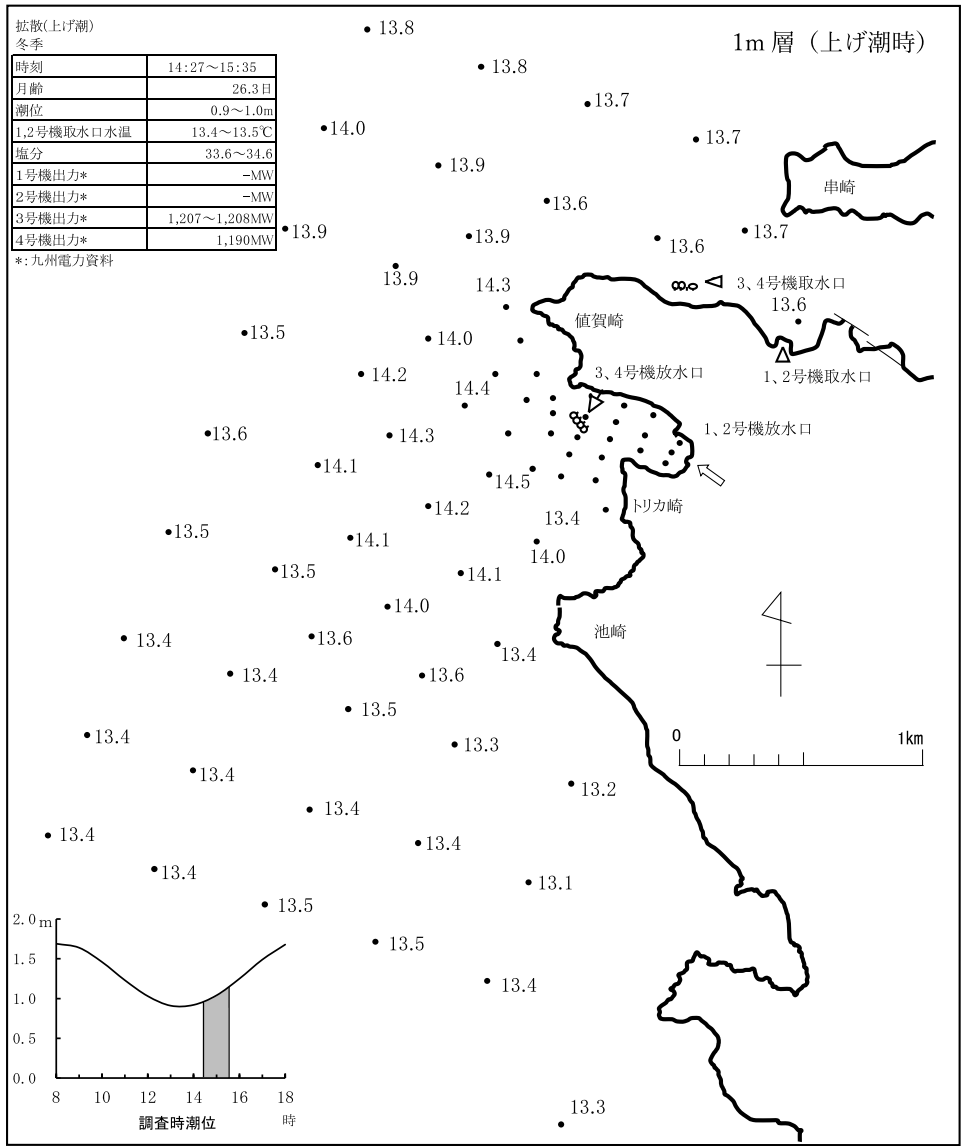 拡散(上げ潮)
冬季
時刻 14:27～15:35
月齢 26.3日
潮位 0.9～1.0m
1,2号機取水口水温 13.4～13.5℃
塩分 33.6～34.6
1号機出力* −MW
2号機出力* −MW
3号機出力* 1,207～1,208MW
4号機出力* 1,190MW
*:九州電力資料
1m 層（上げ潮時）
13.8
13.8
13.7
14.0
13.7
13.9
串崎
13.6
13.9
13.9
13.6
13.7
13.9
14.3
3、4号機取水口
13.6
値賀崎
13.5
14.0
3、4号機放水口
1、2号機取水口
14.2
14.4
13.6
14.3
1、2号機放水口
14.1
14.5
14.2
13.4
トリカ崎
13.5
14.1
14.0
13.5
14.1
14.0
13.4
13.6
池崎
13.4
13.4
13.6
13.5
13.4
13.3
0
1km
13.4
13.2
13.4
13.4
13.4
13.4
13.1
13.5
13.5
13.4
13.3
2.0 m
1.5
1.0
0.5
0.0
8 10 12 14 16 18
時
調査時潮位